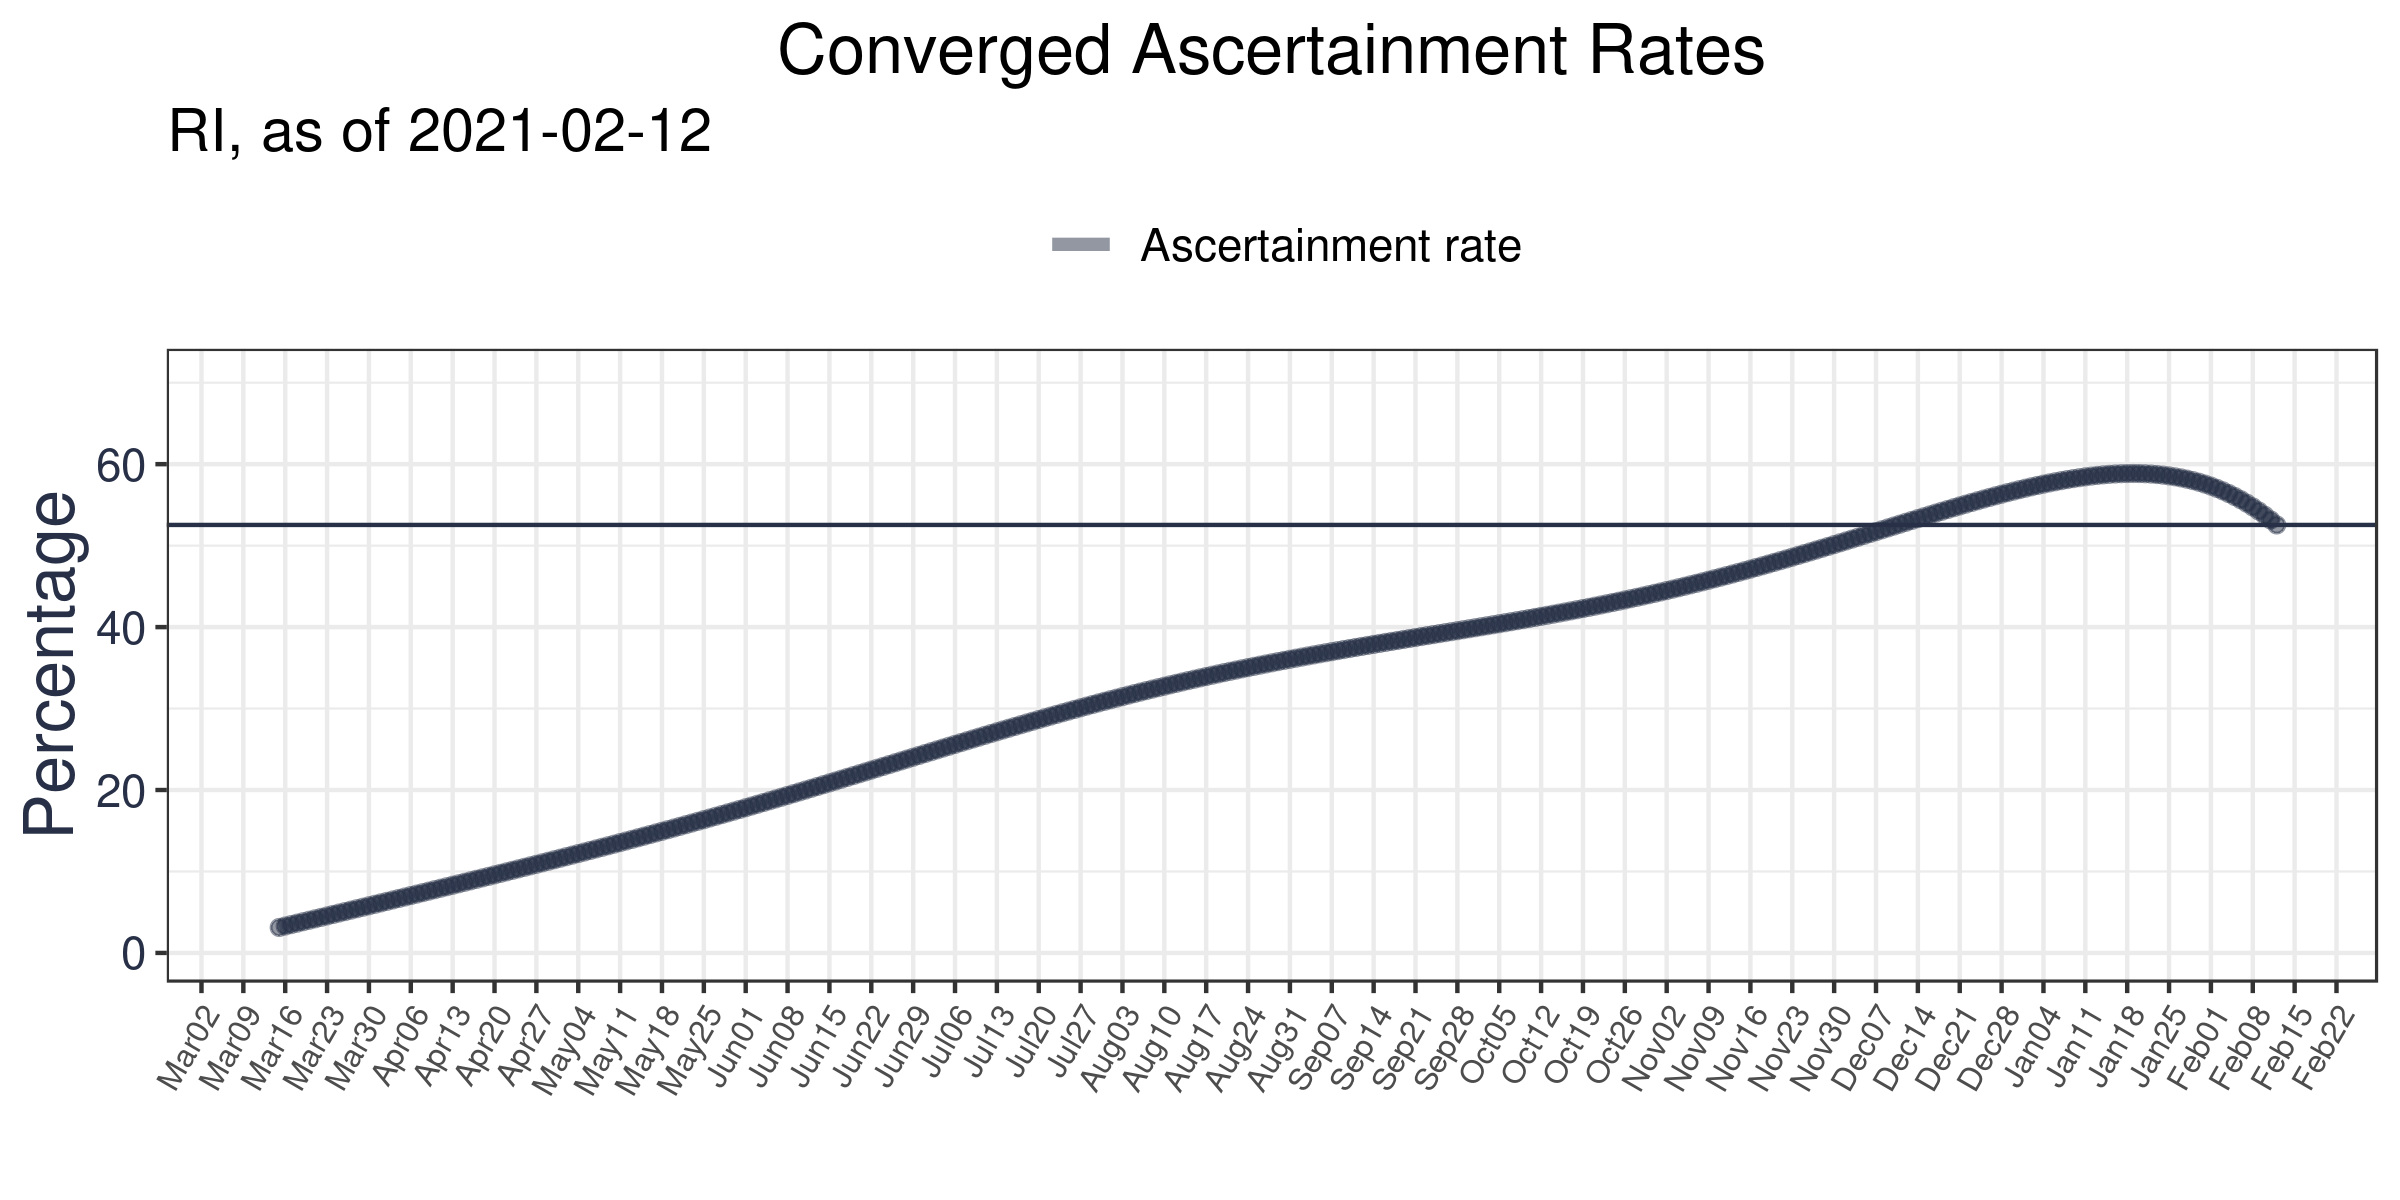 Converged Ascertainment Rates
RI, as of 2021-02-12
Ascertainment rate
Percentage
60
40
20
0
Mar02 Mar09 Mar16 Mar23 Mar30 Apr06 Apr13 Apr20 Apr27 May04 May11 May18 May25 Jun01 Jun08 Jun15 Jun22 Jun29 Jul06 Jul13 Jul20 Jul27 Aug03 Aug10 Aug17 Aug24 Aug31 Sep07 Sep14 Sep21 Sep28 Oct05 Oct12 Oct19 Oct26 Nov02 Nov09 Nov16 Nov23 Nov30 Dec07 Dec14 Dec21 Dec28 Jan04 Jan11 Jan18 Jan25 Feb01 Feb08 Feb15 Feb22